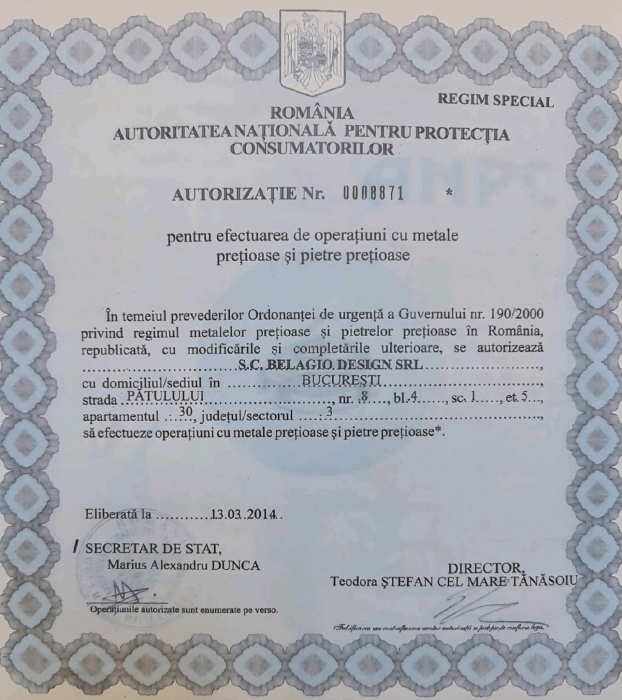 REGIM SPECIAL
ROMÂNIA
AUTORITATEA NAȚIONALĂ PENTRU PROTECȚIA
CONSUMATORILOR
AUTORIZAȚIE Nr. 0008871 *
pentru efectuarea de operațiuni cu metale
prețioase și pietre prețioase
În temeiul prevederilor Ordonanței de urgență a Guvernului nr. 190/2000
privind regimul metalelor prețioase și pietrelor prețioase în România,
republicată, cu modificările și completările ulterioare, se autorizează
S.C. BELAGIO DESIGN SRL
cu domiciliul/sediul în BUCUREȘTI,
strada PĂTULULUI, nr. 8, bl. 4, sc. 1, et. 5,
apartamentul 30, județul/sectorul 3,
să efectueze operațiuni cu metale prețioase și pietre prețioase*.
Eliberată la 13.03.2014.
SECRETAR DE STAT,
Marius Alexandru DUNCA
DIRECTOR,
Teodora ȘTEFAN CEL MARE TĂNĂSOIU
Operațiunile autorizate sunt enumerate pe verso.